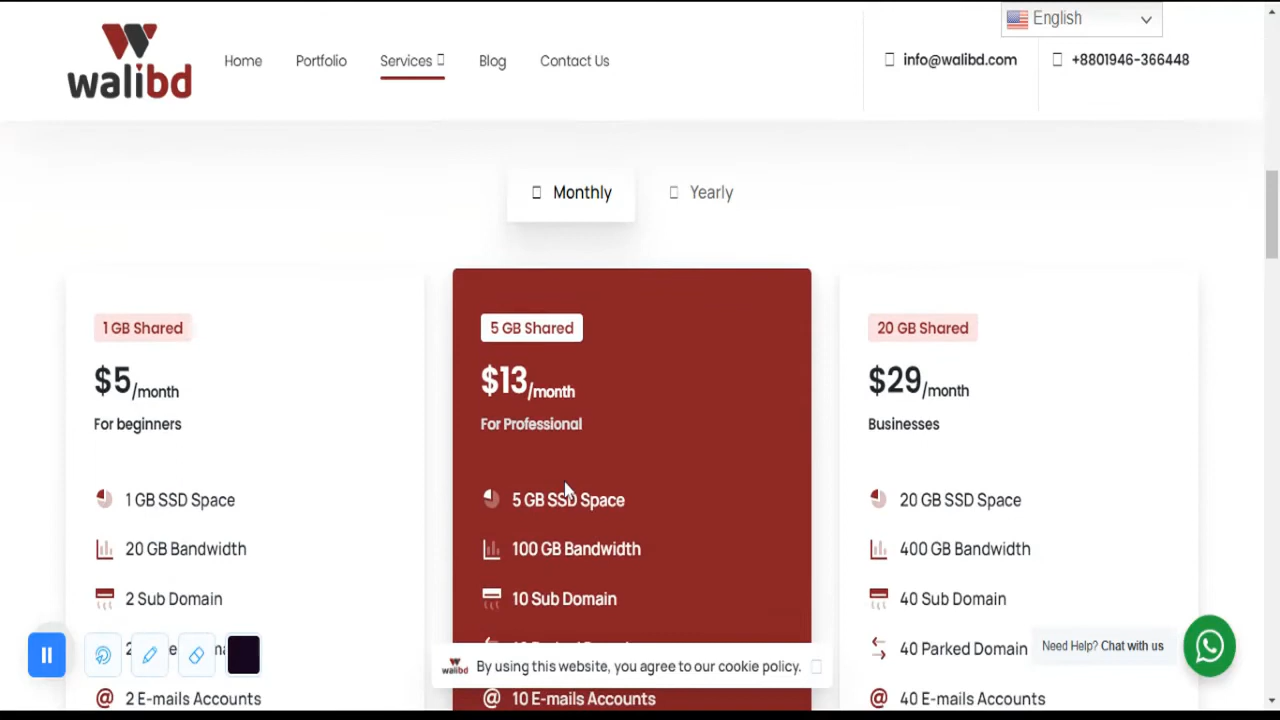 English
walibd
Home Portfolio Services Blog Contact Us
info@walibd.com +8801946-366448
Monthly Yearly
1 GB Shared
$5/month
For beginners
1 GB SSD Space
20 GB Bandwidth
2 Sub Domain
2
2 E-mails Accounts
5 GB Shared
$13/month
For Professional
5 GB SSD Space
100 GB Bandwidth
10 Sub Domain
10 E-mails Accounts
20 GB Shared
$29/month
Businesses
20 GB SSD Space
400 GB Bandwidth
40 Sub Domain
40 Parked Domain
40 E-mails Accounts
walibd By using this website, you agree to our cookie policy.
Need Help? Chat with us